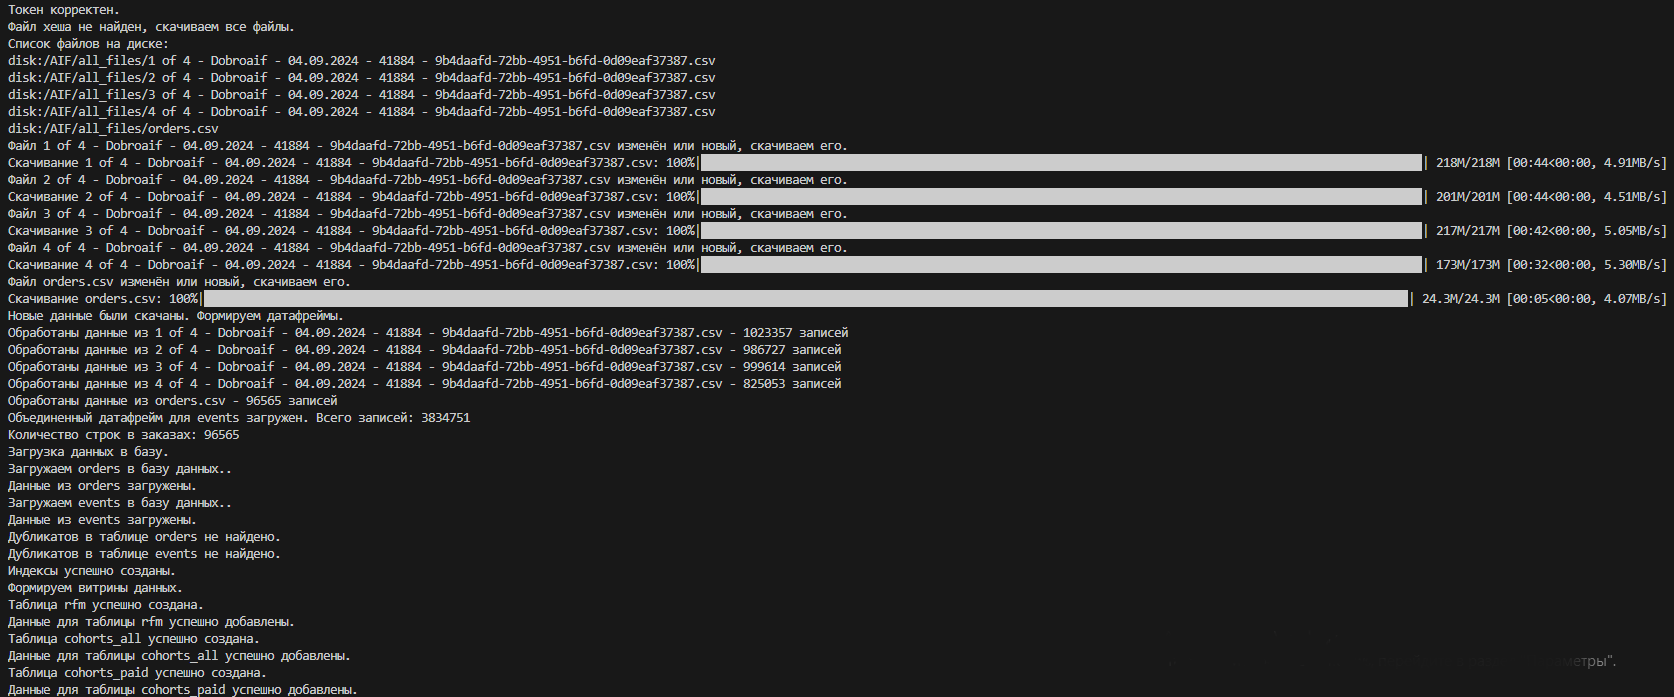 Токен корректен.
Файл хеша не найден, скачиваем все файлы.
Список файлов на диске:
disk:/AIF/all_files/1 of 4 - Dobroaif - 04.09.2024 - 41884 - 9b4daafd-72bb-4951-b6fd-0d09eaf37387.csv
disk:/AIF/all_files/2 of 4 - Dobroaif - 04.09.2024 - 41884 - 9b4daafd-72bb-4951-b6fd-0d09eaf37387.csv
disk:/AIF/all_files/3 of 4 - Dobroaif - 04.09.2024 - 41884 - 9b4daafd-72bb-4951-b6fd-0d09eaf37387.csv
disk:/AIF/all_files/4 of 4 - Dobroaif - 04.09.2024 - 41884 - 9b4daafd-72bb-4951-b6fd-0d09eaf37387.csv
disk:/AIF/all_files/orders.csv
Файл 1 of 4 - Dobroaif - 04.09.2024 - 41884 - 9b4daafd-72bb-4951-b6fd-0d09eaf37387.csv изменён или новый, скачиваем его.
Скачивание 1 of 4 - Dobroaif - 04.09.2024 - 41884 - 9b4daafd-72bb-4951-b6fd-0d09eaf37387.csv: 100%| | 218M/218M [00:44<00:00, 4.91MB/s]
Файл 2 of 4 - Dobroaif - 04.09.2024 - 41884 - 9b4daafd-72bb-4951-b6fd-0d09eaf37387.csv изменён или новый, скачиваем его.
Скачивание 2 of 4 - Dobroaif - 04.09.2024 - 41884 - 9b4daafd-72bb-4951-b6fd-0d09eaf37387.csv: 100%| | 201M/201M [00:44<00:00, 4.51MB/s]
Файл 3 of 4 - Dobroaif - 04.09.2024 - 41884 - 9b4daafd-72bb-4951-b6fd-0d09eaf37387.csv изменён или новый, скачиваем его.
Скачивание 3 of 4 - Dobroaif - 04.09.2024 - 41884 - 9b4daafd-72bb-4951-b6fd-0d09eaf37387.csv: 100%| | 217M/217M [00:42<00:00, 5.05MB/s]
Файл 4 of 4 - Dobroaif - 04.09.2024 - 41884 - 9b4daafd-72bb-4951-b6fd-0d09eaf37387.csv изменён или новый, скачиваем его.
Скачивание 4 of 4 - Dobroaif - 04.09.2024 - 41884 - 9b4daafd-72bb-4951-b6fd-0d09eaf37387.csv: 100%| | 173M/173M [00:32<00:00, 5.30MB/s]
Файл orders.csv изменён или новый, скачиваем его.
Скачивание orders.csv: 100%| | 24.3M/24.3M [00:05<00:00, 4.07MB/s]
Новые данные были скачаны. Формируем датафреймы.
Обработаны данные из 1 of 4 - Dobroaif - 04.09.2024 - 41884 - 9b4daafd-72bb-4951-b6fd-0d09eaf37387.csv - 1023357 записей
Обработаны данные из 2 of 4 - Dobroaif - 04.09.2024 - 41884 - 9b4daafd-72bb-4951-b6fd-0d09eaf37387.csv - 986727 записей
Обработаны данные из 3 of 4 - Dobroaif - 04.09.2024 - 41884 - 9b4daafd-72bb-4951-b6fd-0d09eaf37387.csv - 999614 записей
Обработаны данные из 4 of 4 - Dobroaif - 04.09.2024 - 41884 - 9b4daafd-72bb-4951-b6fd-0d09eaf37387.csv - 825053 записей
Обработаны данные из orders.csv - 96565 записей
Объединенный датафрейм для events загружен. Всего записей: 3834751
Количество строк в заказах: 96565
Загрузка данных в базу.
Загружаем orders в базу данных..
Данные из orders загружены.
Загружаем events в базу данных..
Данные из events загружены.
Дубликатов в таблице orders не найдено.
Дубликатов в таблице events не найдено.
Индексы успешно созданы.
Формируем витрины данных.
Таблица rfm успешно создана.
Данные для таблицы rfm успешно добавлены.
Таблица cohorts_all успешно создана.
Данные для таблицы cohorts_all успешно добавлены.
Таблица cohorts_paid успешно создана.
Данные для таблицы cohorts_paid успешно добавлены.